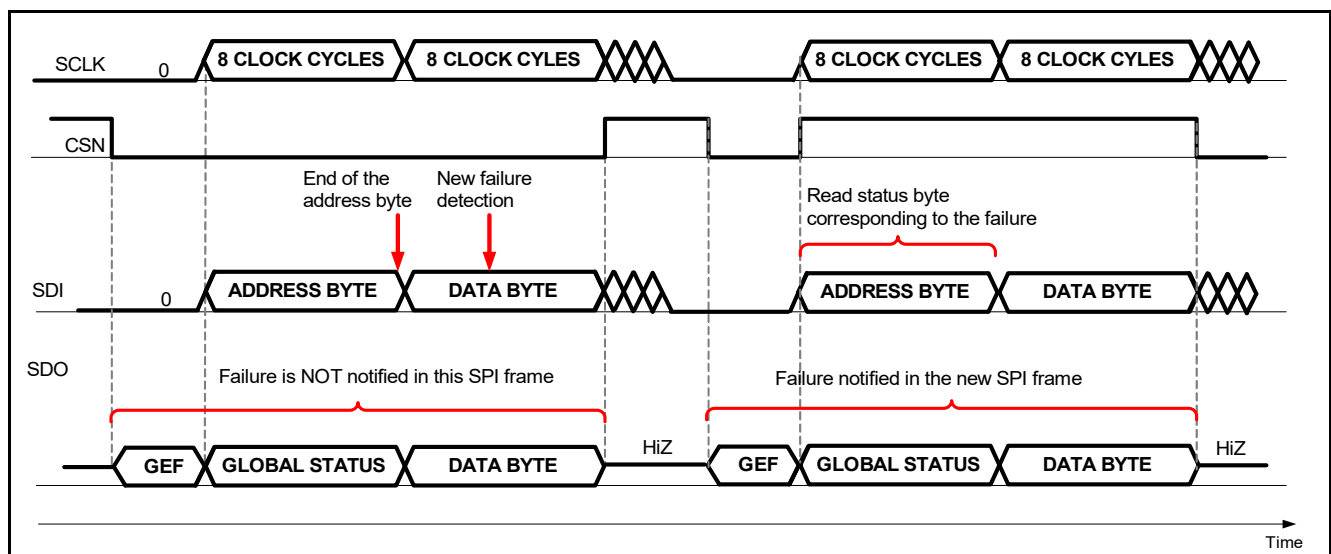 SCLK
0
8 CLOCK CYCLES
8 CLOCK CYLES
8 CLOCK CYCLES
8 CLOCK CYLES
CSN
End of the
address byte
New failure
detection
Read status byte
corresponding to the failure
SDI
0
ADDRESS BYTE
DATA BYTE
ADDRESS BYTE
DATA BYTE
SDO
Failure is NOT notified in this SPI frame
Failure notified in the new SPI frame
GEF
GLOBAL STATUS
DATA BYTE
HiZ
GEF
GLOBAL STATUS
DATA BYTE
HiZ
Time